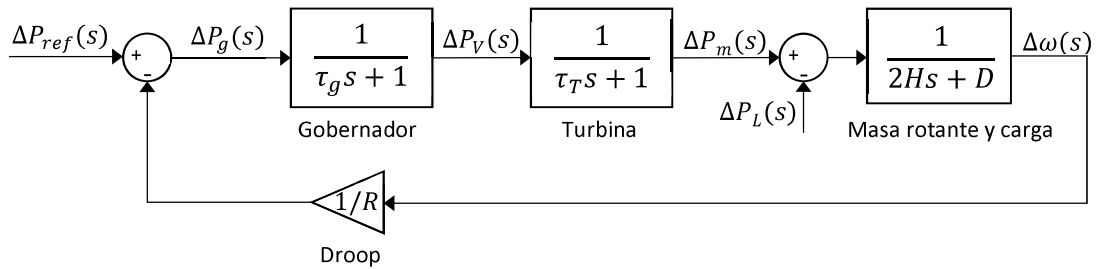 ΔP_ref(s)
+
-
ΔP_g(s)
1
τ_g s + 1
Gobernador
ΔP_V(s)
1
τ_T s + 1
Turbina
ΔP_m(s)
+
-
ΔP_L(s)
1
2Hs + D
Masa rotante y carga
Δω(s)
1/R
Droop